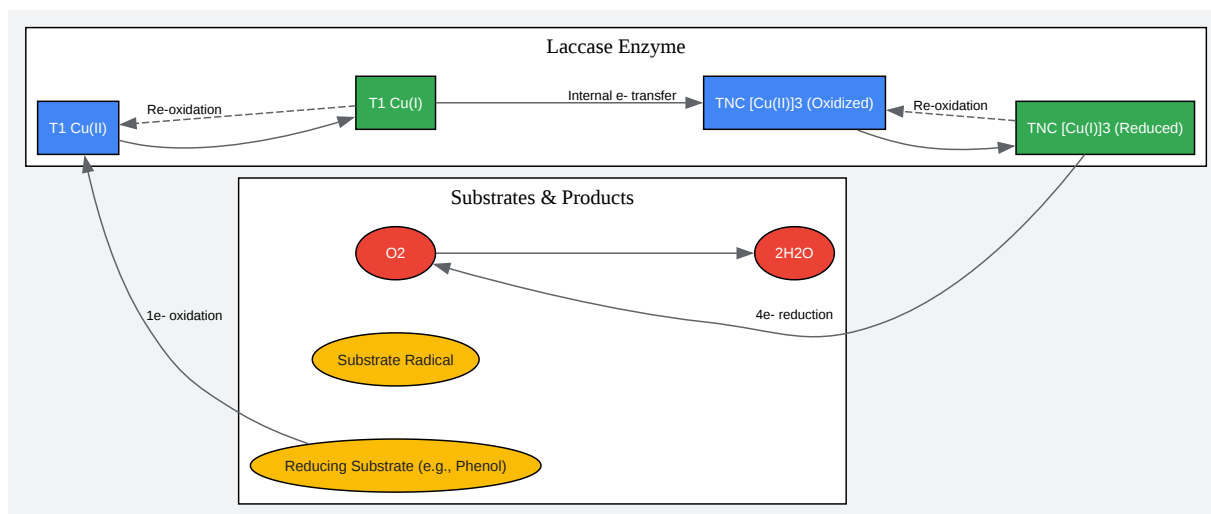 Laccase Enzyme
T1 Cu(II)
Re-oxidation
T1 Cu(I)
Internal e- transfer
TNC [Cu(II)]3 (Oxidized)
Re-oxidation
TNC [Cu(I)]3 (Reduced)
Substrates & Products
O2
2H2O
1e- oxidation
4e- reduction
Substrate Radical
Reducing Substrate (e.g., Phenol)